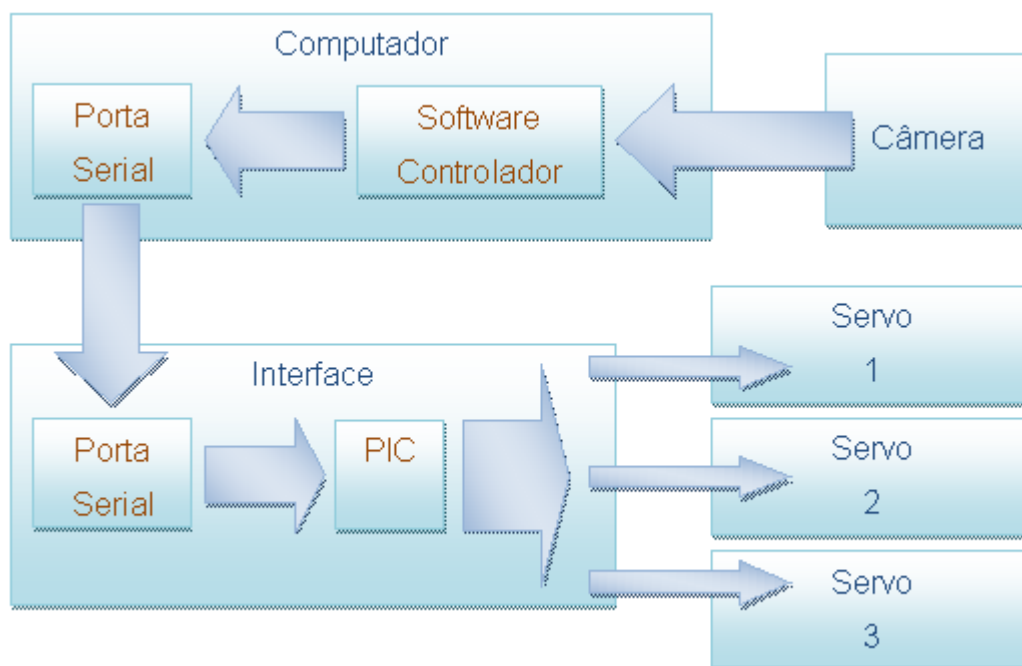 Computador
Porta
Serial
Software
Controlador
Câmera
Interface
Porta
Serial
PIC
Servo
1
Servo
2
Servo
3